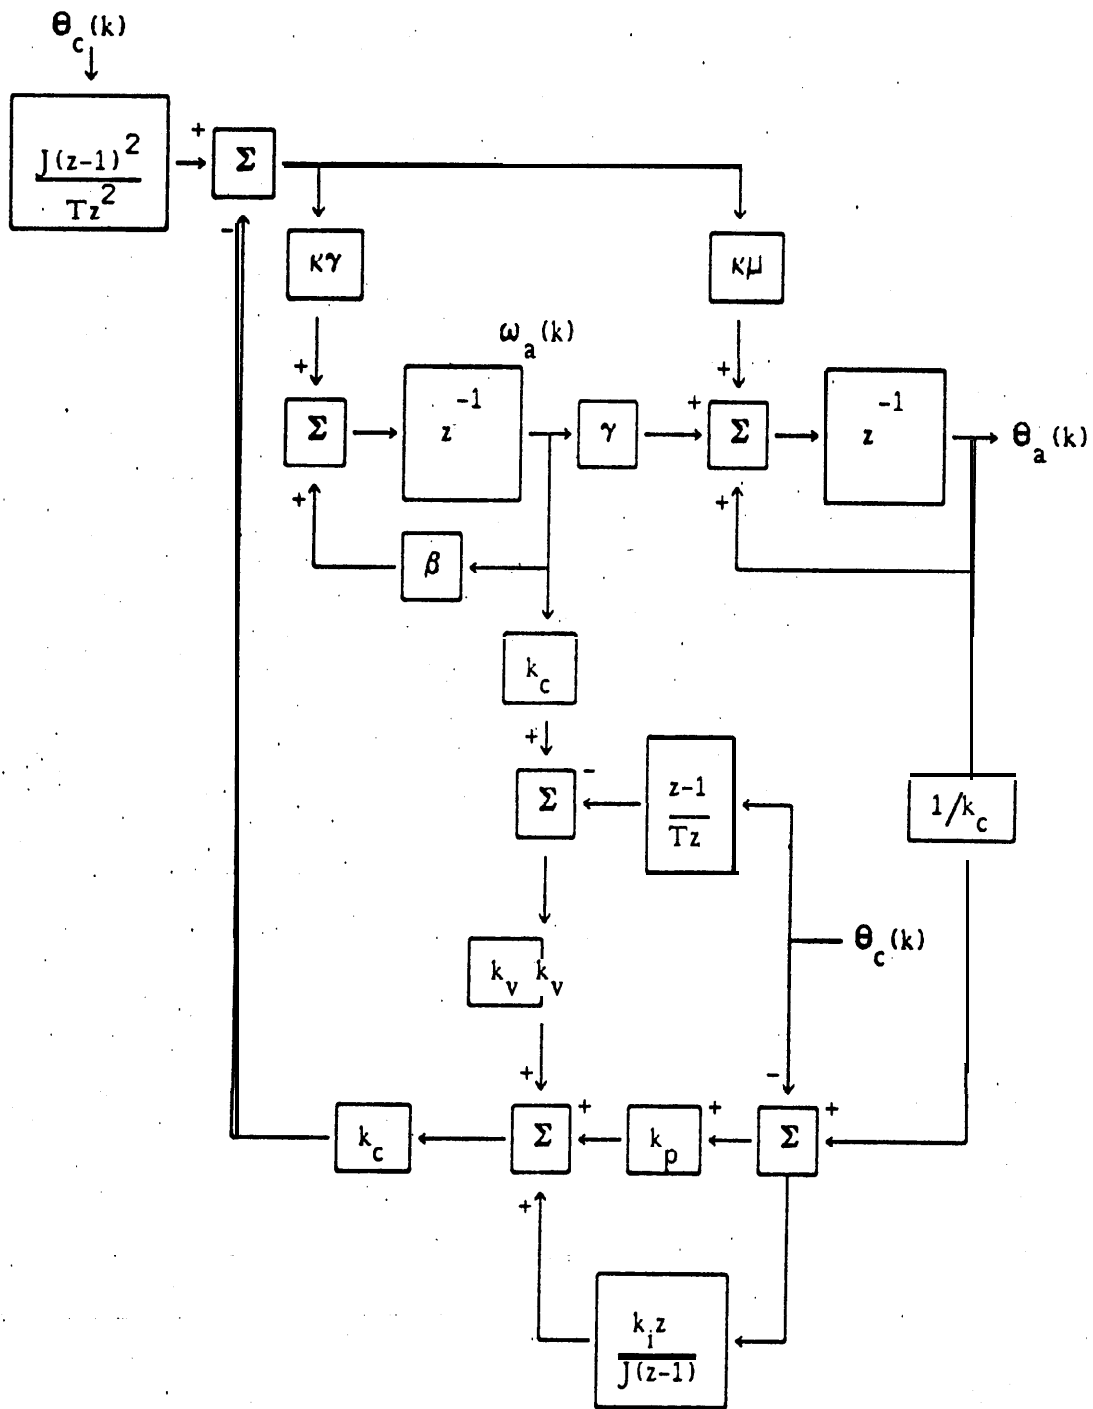 θc(k)
J(z-1)2
Tz2
+
Σ
-
κγ
κμ
ωa(k)
+
+
Σ
z-1
γ
+
Σ
z-1
θa(k)
+
+
β
kc
+
Σ
-
z-1
Tz
1/kc
θc(k)
kv kv
+
-
kc
Σ
+
kp
+
Σ
+
+
kiz
J(z-1)